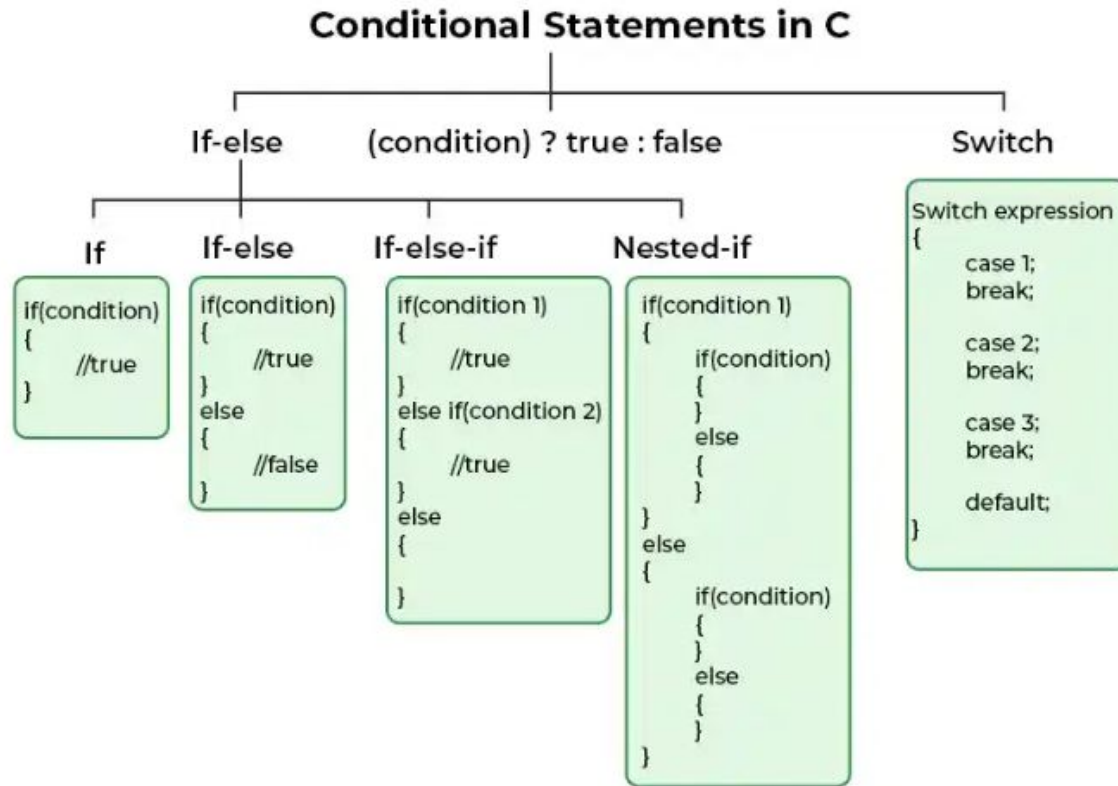 Conditional Statements in C
If-else
(condition) ? true : false
Switch
If
if(condition)
{
//true
}
If-else
if(condition)
{
//true
}
else
{
//false
}
If-else-if
if(condition 1)
{
//true
}
else if(condition 2)
{
//true
}
else
{
}
Nested-if
if(condition 1)
{
if(condition)
{
}
else
{
}
}
else
{
if(condition)
{
}
else
{
}
}
Switch expression
{
case 1;
break;
case 2;
break;
case 3;
break;
default;
}